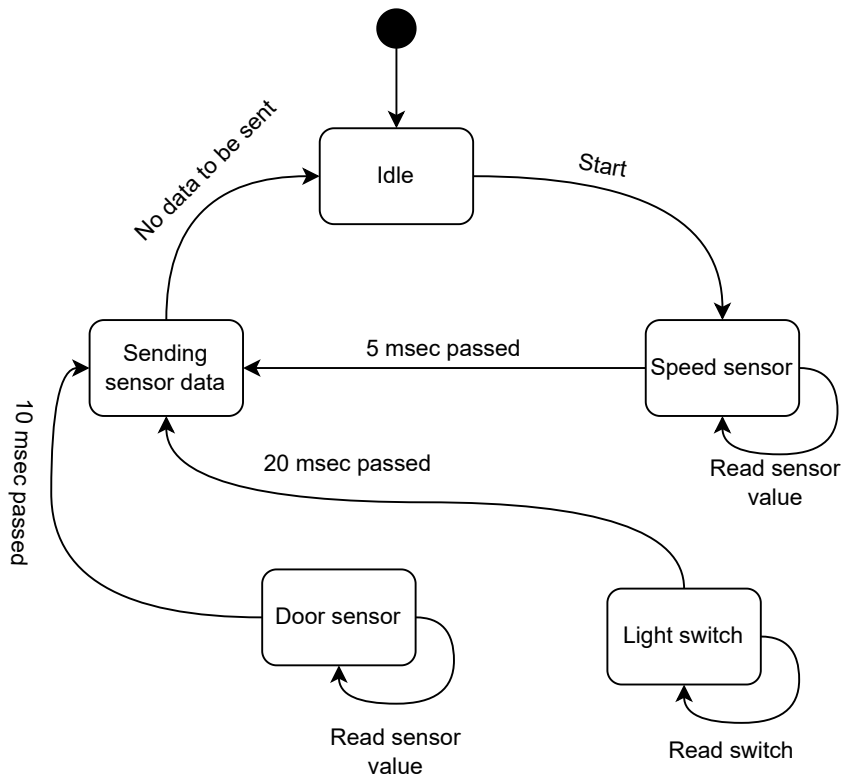 No data to be sent
Idle
Start
Sending
sensor data
5 msec passed
Speed sensor
10 msec passed
20 msec passed
Read sensor
value
Door sensor
Light switch
Read sensor
value
Read switch